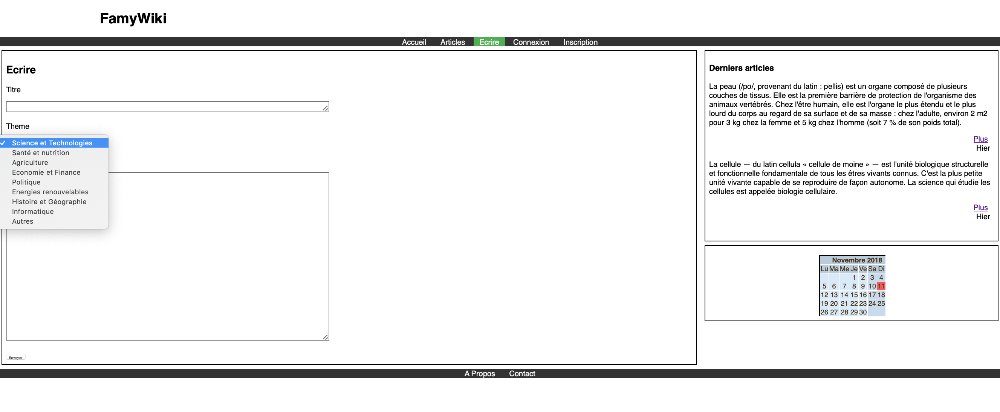 FamyWiki
Accueil Articles Ecrire Connexion Inscription
Ecrire
Titre
Theme
✓ Science et Technologies
Santé et nutrition
Agriculture
Economie et Finance
Politique
Energies renouvelables
Histoire et Géographie
Informatique
Autres
Envoyer
Derniers articles
La peau (/po/, provenant du latin : pellis) est un organe composé de plusieurs
couches de tissus. Elle est la première barrière de protection de l'organisme des
animaux vertébrés. Chez l'être humain, elle est l'organe le plus étendu et le plus
lourd du corps au regard de sa surface et de sa masse : chez l'adulte, environ 2 m2
pour 3 kg chez la femme et 5 kg chez l'homme (soit 7 % de son poids total).
Plus
Hier
La cellule — du latin cellula « cellule de moine » — est l'unité biologique structurelle
et fonctionnelle fondamentale de tous les êtres vivants connus. C'est la plus petite
unité vivante capable de se reproduire de façon autonome. La science qui étudie les
cellules est appelée biologie cellulaire.
Plus
Hier
Novembre 2018
Lu Ma Me Je Ve Sa Di
1 2 3 4
5 6 7 8 9 10 11
12 13 14 15 16 17 18
19 20 21 22 23 24 25
26 27 28 29 30
A Propos Contact